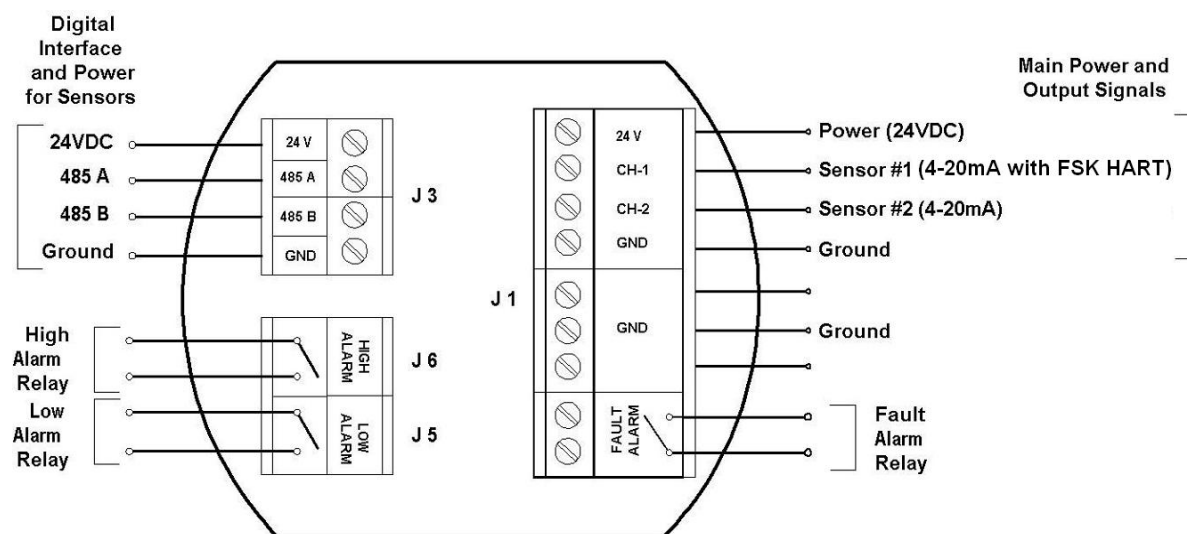 Digital
Interface
and Power
for Sensors
24VDC
485 A
485 B
Ground
24 V
485 A
485 B
GND
J 3
High
Alarm
Relay
HIGH
ALARM
J 6
Low
Alarm
Relay
LOW
ALARM
J 5
J 1
24 V
CH-1
CH-2
GND
GND
FAULT
ALARM
Main Power and
Output Signals
Power (24VDC)
Sensor #1 (4-20mA with FSK HART)
Sensor #2 (4-20mA)
Ground
Ground
Fault
Alarm
Relay